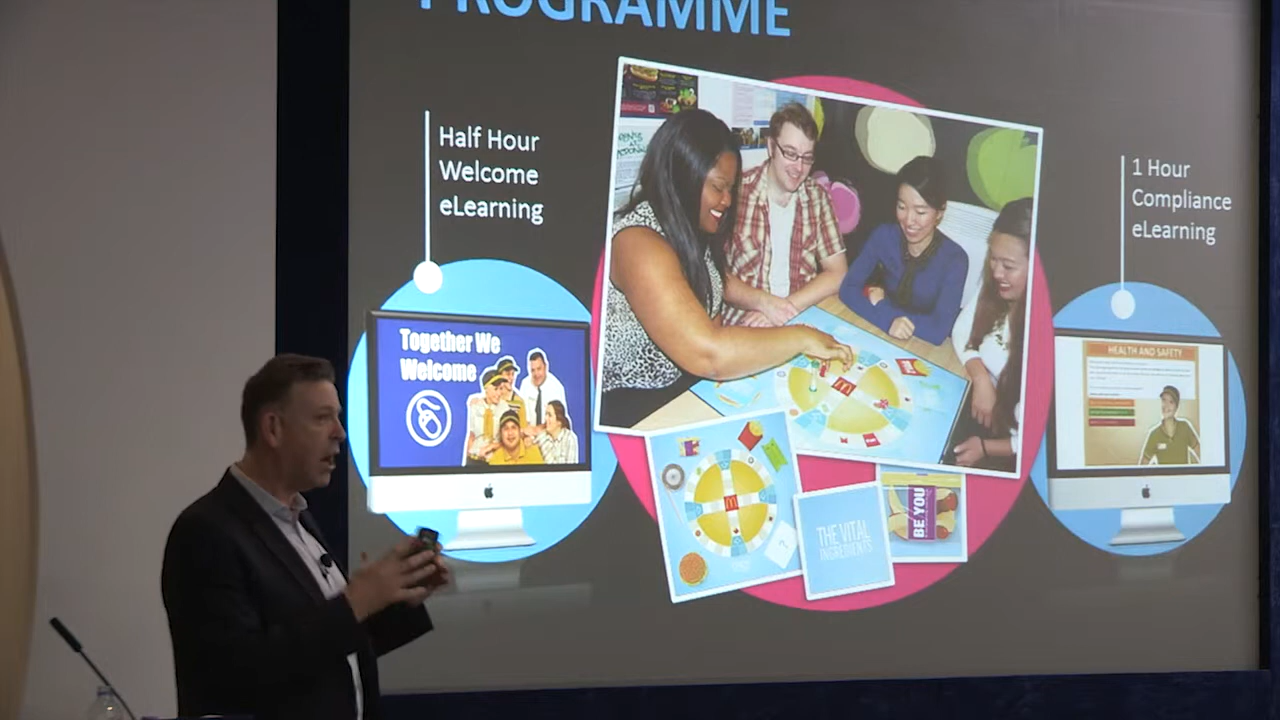 PROGRAMME
Half Hour
Welcome
eLearning
1 Hour
Compliance
eLearning
Together We
Welcome
HEALTH AND SAFETY
THE VITAL
INGREDIENTS
BE YOU